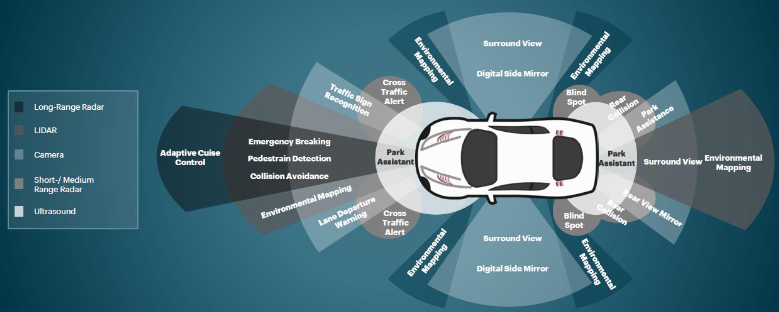 Long-Range Radar
LIDAR
Camera
Short-/ Medium
Range Radar
Ultrasound
Adaptive Cuise
Control
Emergency Breaking
Pedestrain Detection
Collision Avoidance
Environmental Mapping
Lane Departure
Warning
Traffic Sign
Recognition
Cross
Traffic
Alert
Cross
Traffic
Alert
Park
Assistant
Environmental
Mapping
Surround View
Digital Side Mirror
Environmental
Mapping
Environmental
Mapping
Surround View
Digital Side Mirror
Environmental
Mapping
Blind
Spot
Rear
Collision
Park
Assistance
Park
Assistant
Surround View
Environmental
Mapping
Rear View Mirror
Rear
Collision
Blind
Spot